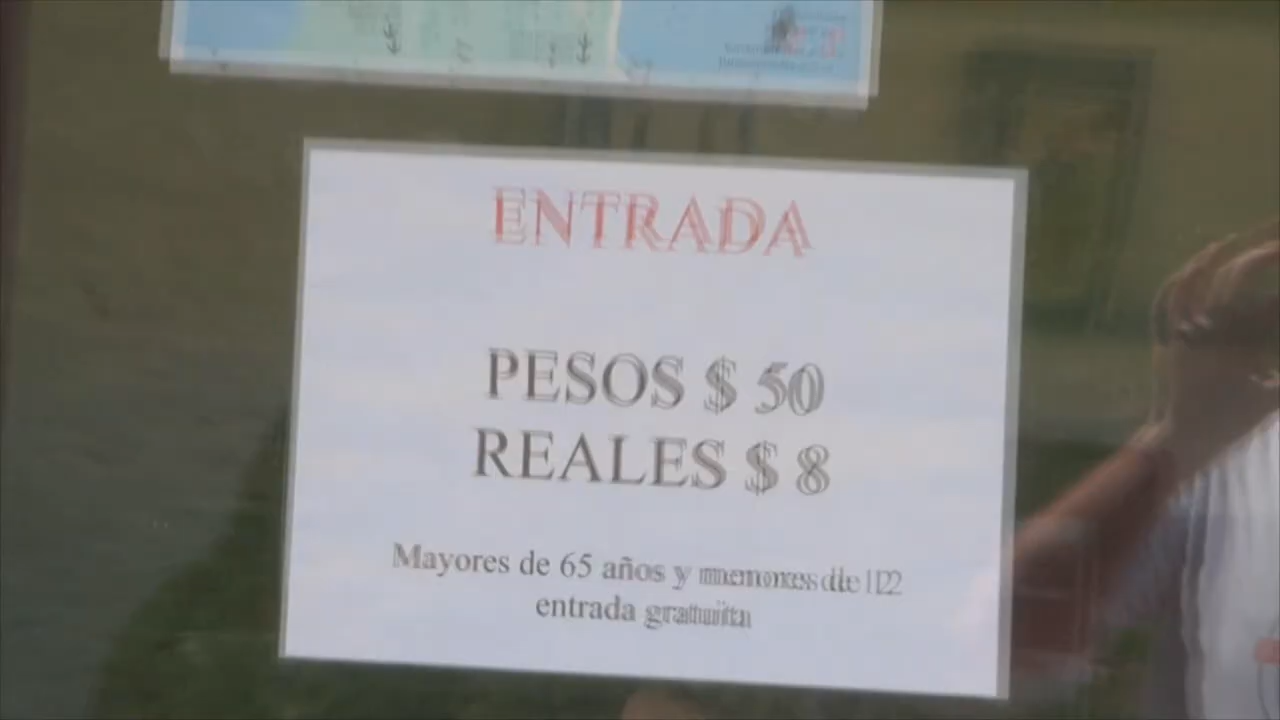 ENTRADA
PESOS $ 50
REALES $ 8
Mayores de 65 años y menores de 12
entrada gratuita